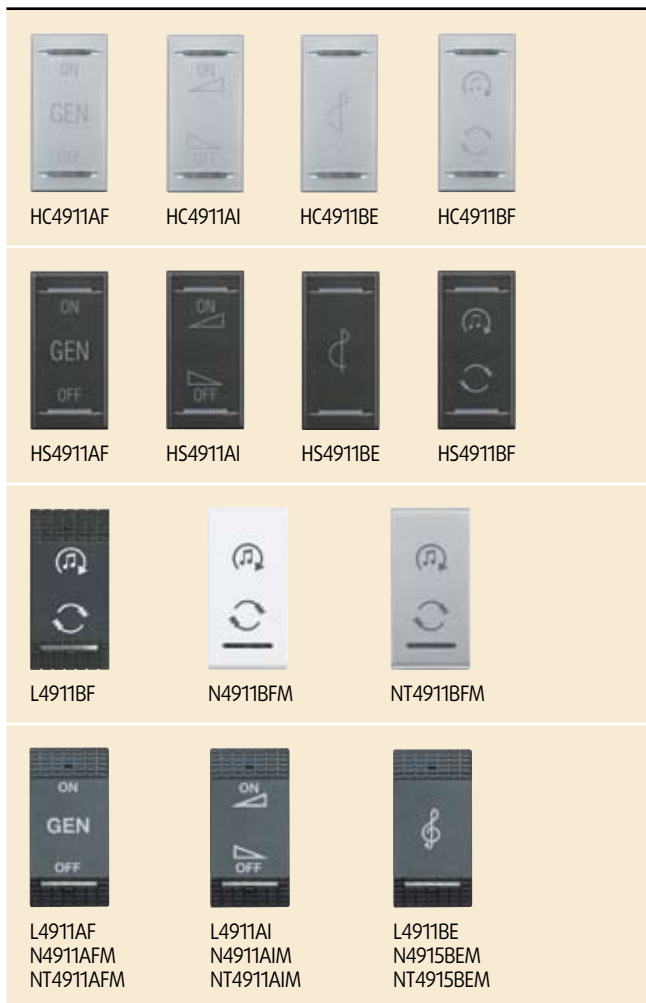 ON ON
GEN
OFF OFF
HC4911AF HC4911AI HC4911BE HC4911BF
ON ON
GEN
OFF OFF
HS4911AF HS4911AI HS4911BE HS4911BF
L4911BF N4911BFM NT4911BFM
ON ON
GEN
OFF OFF
L4911AF L4911AI L4911BE
N4911AFM N4911AIM N4915BEM
NT4911AFM NT4911AIM NT4915BEM